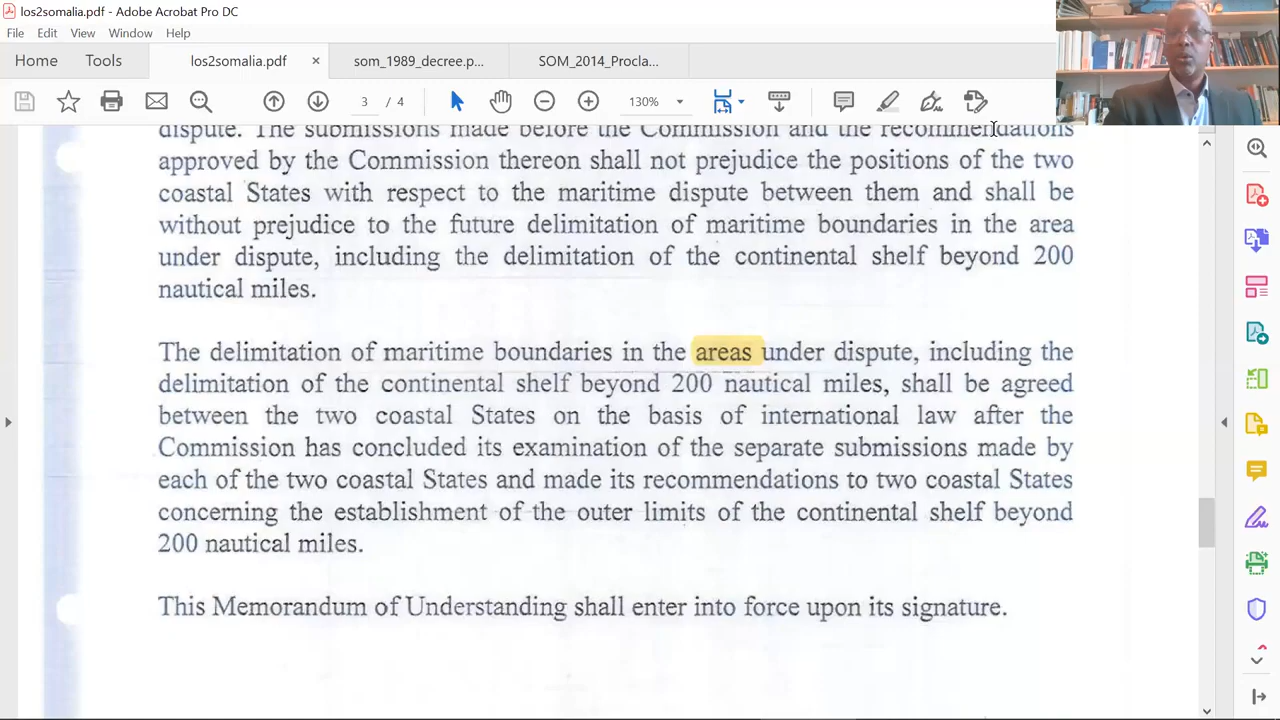 los2somalia.pdf - Adobe Acrobat Pro DC
File Edit View Window Help
Home Tools los2somalia.pdf × som_1989_decree.p... SOM_2014_Procla...
3 / 4 130%
dispute. The submissions made before the Commission and the recommendations
approved by the Commission thereon shall not prejudice the positions of the two
coastal States with respect to the maritime dispute between them and shall be
without prejudice to the future delimitation of maritime boundaries in the area
under dispute, including the delimitation of the continental shelf beyond 200
nautical miles.
The delimitation of maritime boundaries in the areas under dispute, including the
delimitation of the continental shelf beyond 200 nautical miles, shall be agreed
between the two coastal States on the basis of international law after the
Commission has concluded its examination of the separate submissions made by
each of the two coastal States and made its recommendations to two coastal States
concerning the establishment of the outer limits of the continental shelf beyond
200 nautical miles.
This Memorandum of Understanding shall enter into force upon its signature.